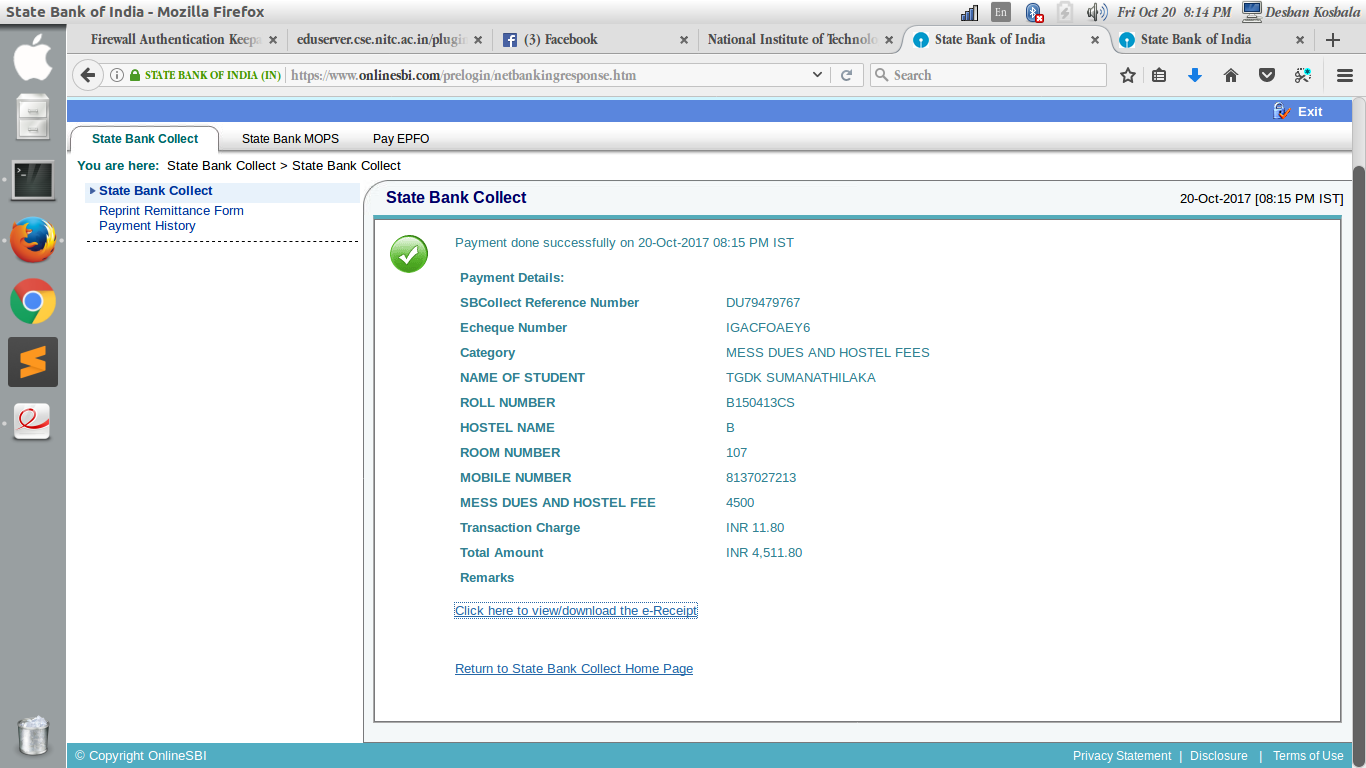 State Bank of India - Mozilla Firefox
En
Fri Oct 20 8:14 PM
Deshan Koshala
Firewall Authentication Keepa
eduserver.cse.nitc.ac.in/plugin
(3) Facebook
National Institute of Technolo
State Bank of India
State Bank of India
STATE BANK OF INDIA (IN)
https://www.onlinesbi.com/prelogin/netbankingresponse.htm
Search
Exit
State Bank Collect
State Bank MOPS
Pay EPFO
You are here: State Bank Collect > State Bank Collect
State Bank Collect
Reprint Remittance Form
Payment History
State Bank Collect
20-Oct-2017 [08:15 PM IST]
Payment done successfully on 20-Oct-2017 08:15 PM IST
Payment Details:
SBCollect Reference Number DU79479767
Echeque Number IGACFOAEY6
Category MESS DUES AND HOSTEL FEES
NAME OF STUDENT TGDK SUMANATHILAKA
ROLL NUMBER B150413CS
HOSTEL NAME B
ROOM NUMBER 107
MOBILE NUMBER 8137027213
MESS DUES AND HOSTEL FEE 4500
Transaction Charge INR 11.80
Total Amount INR 4,511.80
Remarks
Click here to view/download the e-Receipt
Return to State Bank Collect Home Page
© Copyright OnlineSBI
Privacy Statement | Disclosure | Terms of Use